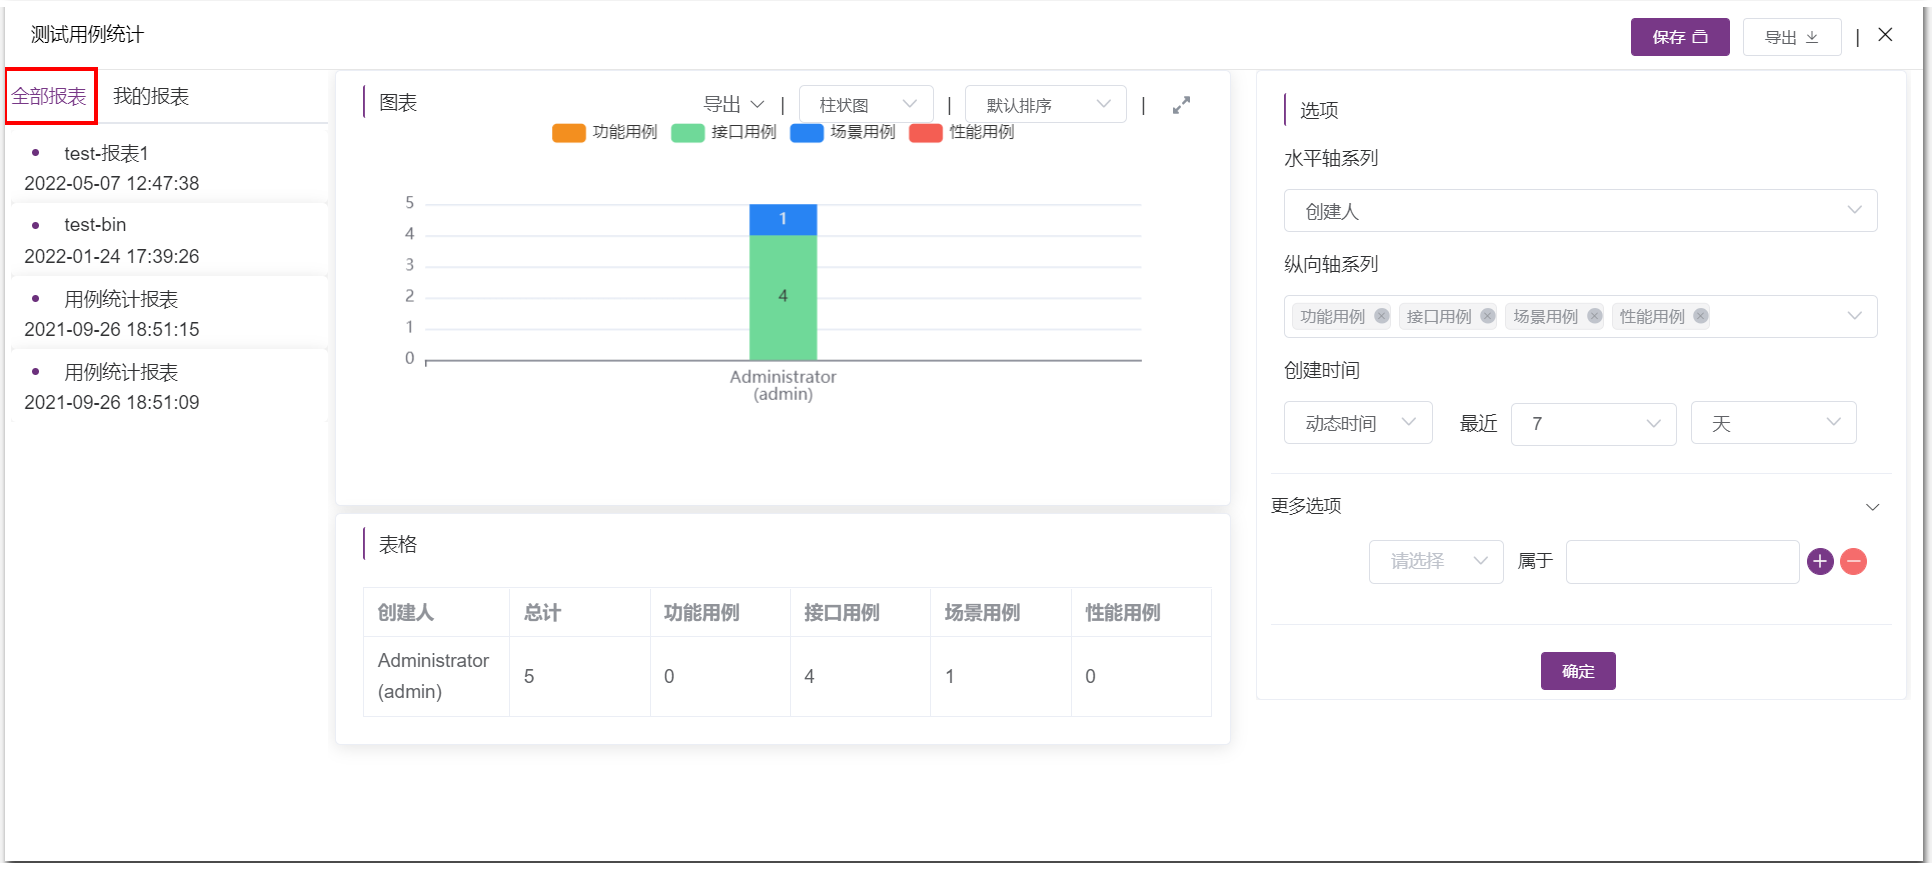 测试用例统计
保存
导出
|
全部报表
我的报表
test-报表1
2022-05-07 12:47:38
test-bin
2022-01-24 17:39:26
用例统计报表
2021-09-26 18:51:15
用例统计报表
2021-09-26 18:51:09
图表
导出 | 柱状图 | 默认排序 |
功能用例 接口用例 场景用例 性能用例
5
4
3
2
1
0
1
4
Administrator
(admin)
表格
创建人 总计 功能用例 接口用例 场景用例 性能用例
Administrator
(admin)
5 0 4 1 0
选项
水平轴系列
创建人
纵向轴系列
功能用例 接口用例 场景用例 性能用例
创建时间
动态时间 最近 7 天
更多选项
请选择 属于
确定